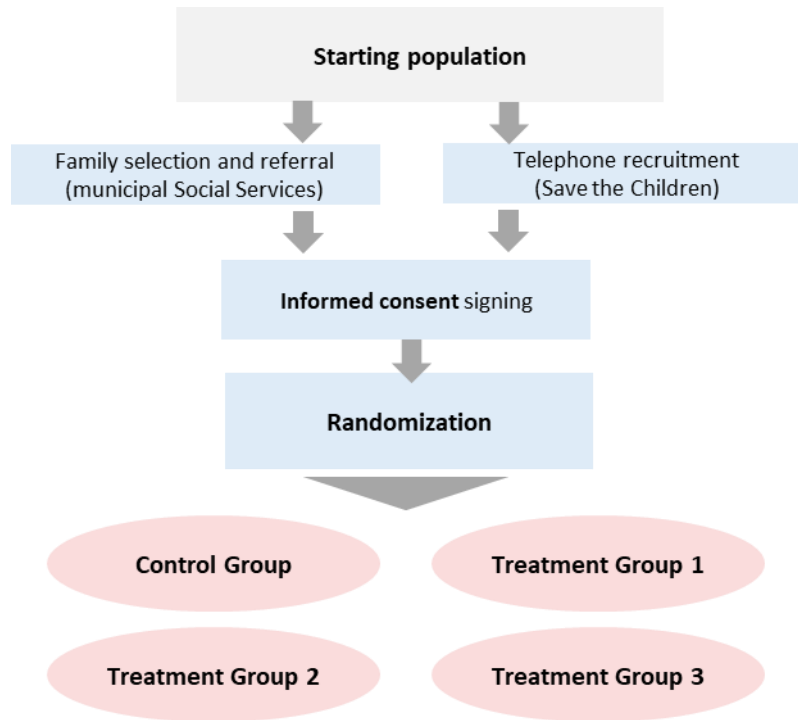 Starting population
Family selection and referral
(municipal Social Services)
Telephone recruitment
(Save the Children)
Informed consent signing
Randomization
Control Group
Treatment Group 1
Treatment Group 2
Treatment Group 3